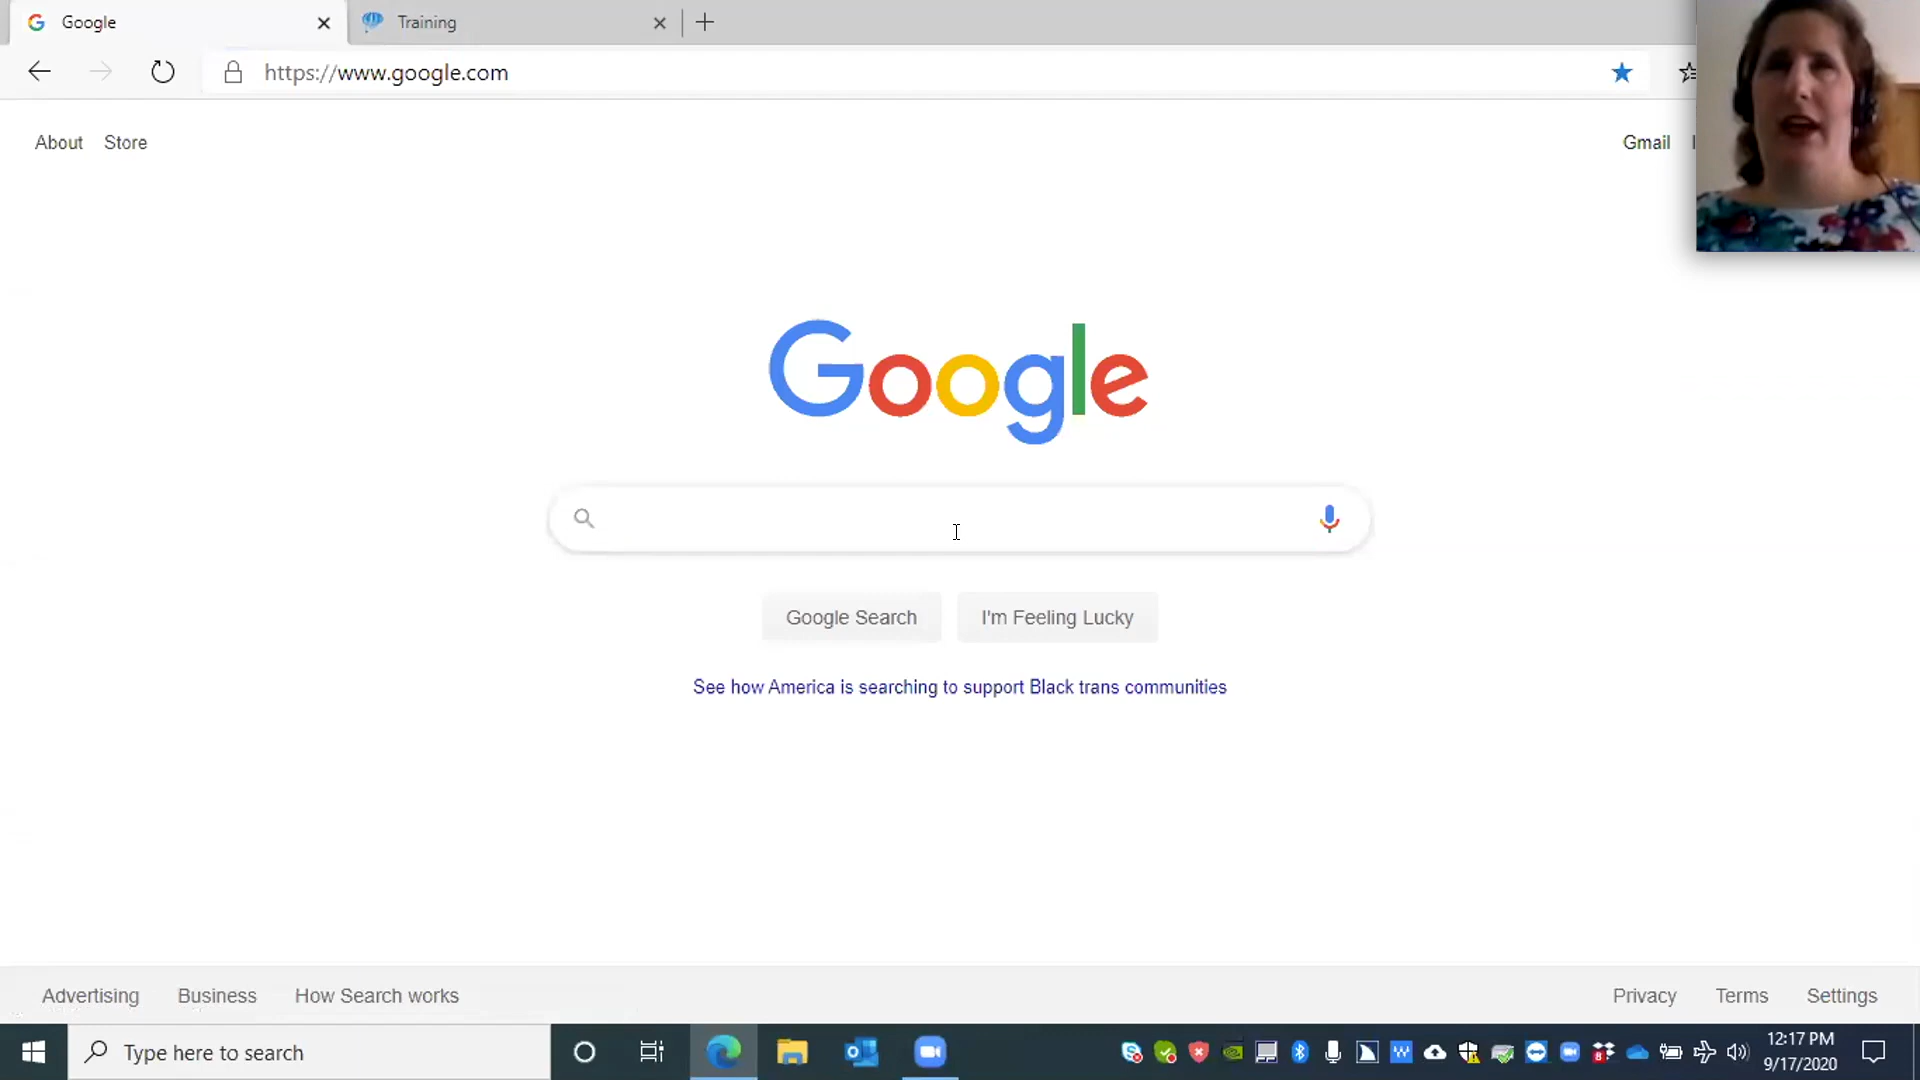 Google
Training
https://www.google.com
About Store
Gmail
Google
Google Search
I'm Feeling Lucky
See how America is searching to support Black trans communities
Advertising Business How Search works
Privacy Terms Settings
Type here to search
12:17 PM
9/17/2020